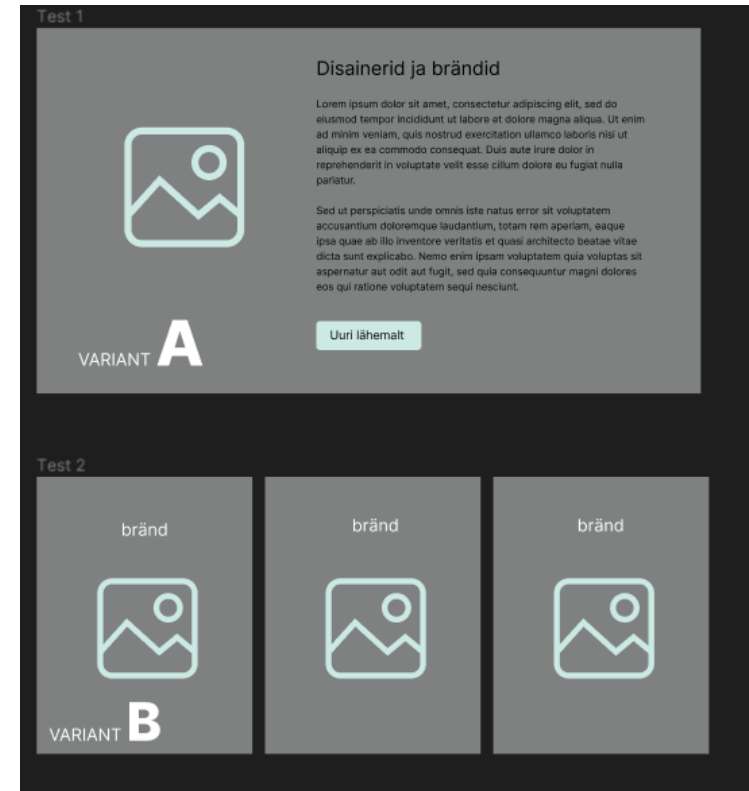 Test 1
Disainerid ja brändid
Lorem ipsum dolor sit amet, consectetur adipiscing elit, sed do
eiusmod tempor incididunt ut labore et dolore magna aliqua. Ut enim
ad minim veniam, quis nostrud exercitation ullamco laboris nisi ut
aliquip ex ea commodo consequat. Duis aute irure dolor in
reprehenderit in voluptate velit esse cillum dolore eu fugiat nulla
pariatur.
Sed ut perspiciatis unde omnis iste natus error sit voluptatem
accusantium doloremque laudantium, totam rem aperiam, eaque
ipsa quae ab illo inventore veritatis et quasi architecto beatae vitae
dicta sunt explicabo. Nemo enim ipsam voluptatem quia voluptas sit
aspernatur aut odit aut fugit, sed quia consequuntur magni dolores
eos qui ratione voluptatem sequi nesciunt.
Uuri lähemalt
VARIANT A
Test 2
bränd
bränd
bränd
VARIANT B